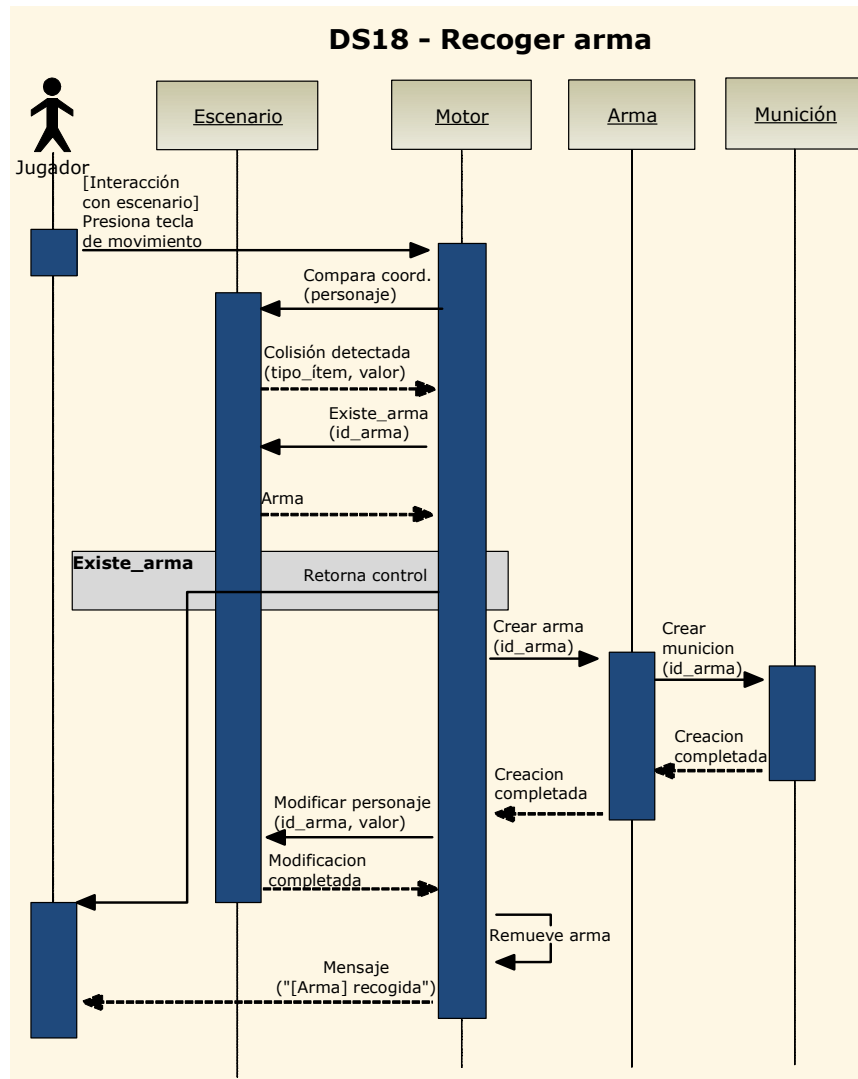 DS18 - Recoger arma
Escenario
Motor
Arma
Munición
Jugador
[Interacción
con escenario]
Presiona tecla
de movimiento
Compara coord.
(personaje)
Colisión detectada
(tipo_ítem, valor)
Existe_arma
(id_arma)
Arma
Existe_arma
Retorna control
Crear arma
(id_arma)
Crear
municion
(id_arma)
Creacion
completada
Creacion
completada
Modificar personaje
(id_arma, valor)
Modificacion
completada
Remueve arma
Mensaje
("[Arma] recogida")